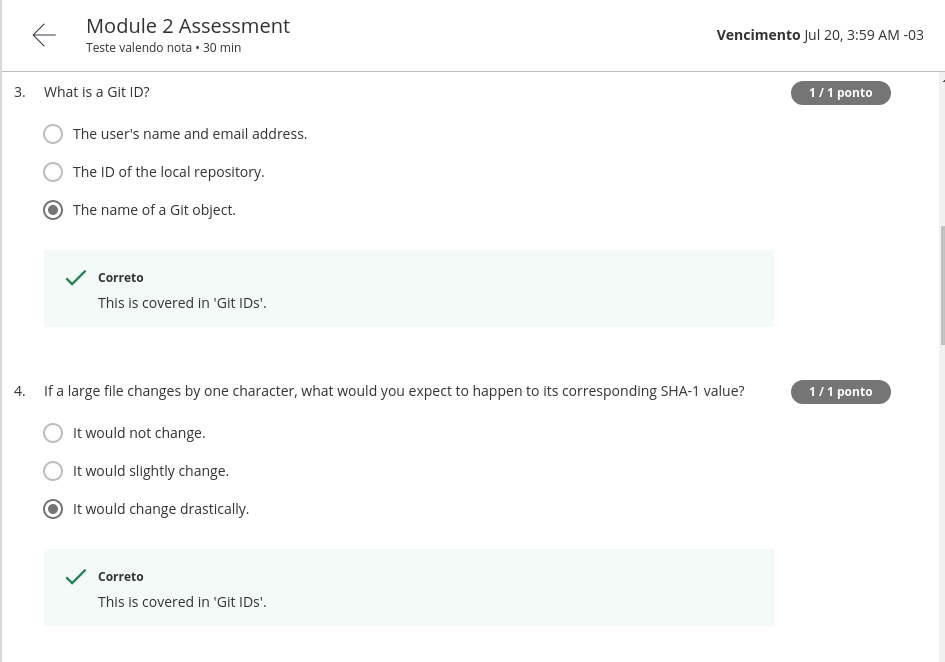 Module 2 Assessment
Teste valendo nota • 30 min
Vencimento Jul 20, 3:59 AM -03
3. What is a Git ID?
1 / 1 ponto
The user's name and email address.
The ID of the local repository.
The name of a Git object.
Correto
This is covered in 'Git IDs'.
4. If a large file changes by one character, what would you expect to happen to its corresponding SHA-1 value?
1 / 1 ponto
It would not change.
It would slightly change.
It would change drastically.
Correto
This is covered in 'Git IDs'.